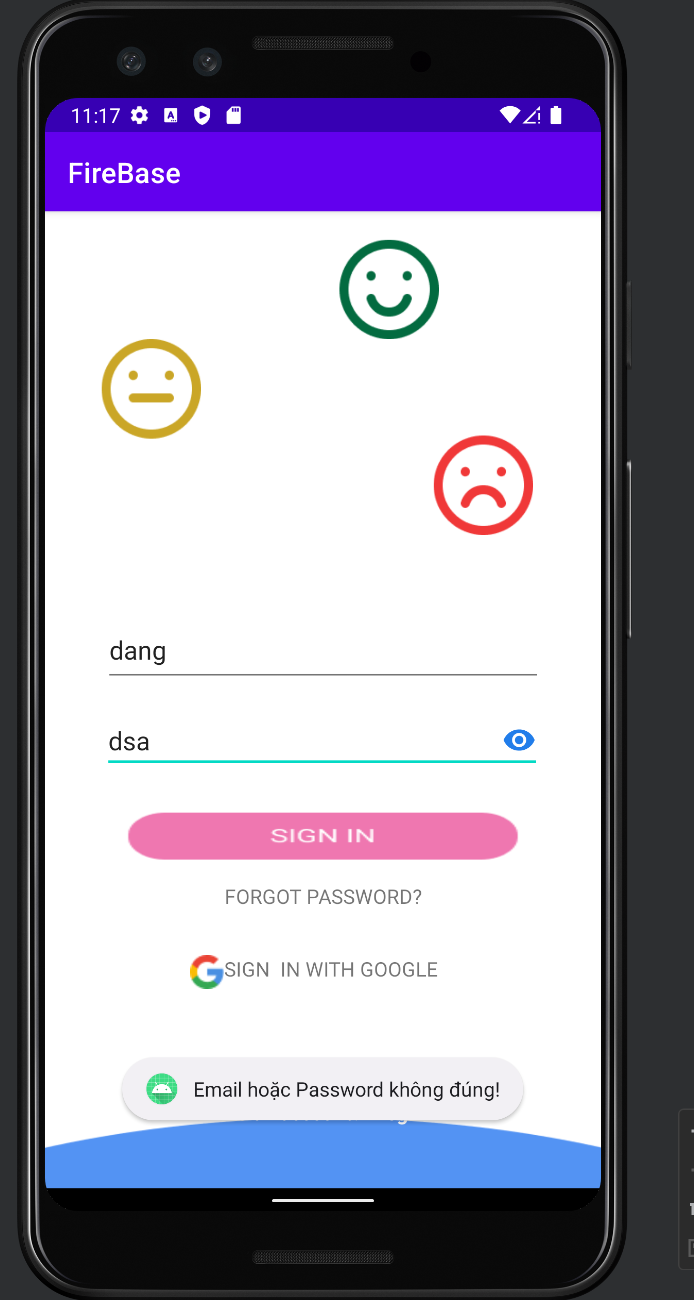 11:17
FireBase
dang
dsa
SIGN IN
FORGOT PASSWORD?
SIGN  IN WITH GOOGLE
Email hoặc Password không đúng!